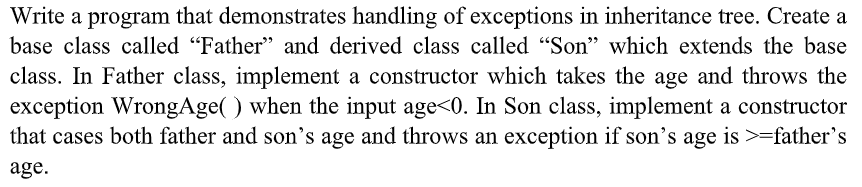 Write a program that demonstrates handling of exceptions in inheritance tree. Create a
base class called “Father” and derived class called “Son” which extends the base
class. In Father class, implement a constructor which takes the age and throws the
exception WrongAge( ) when the input age<0. In Son class, implement a constructor
that cases both father and son’s age and throws an exception if son’s age is >=father’s
age.